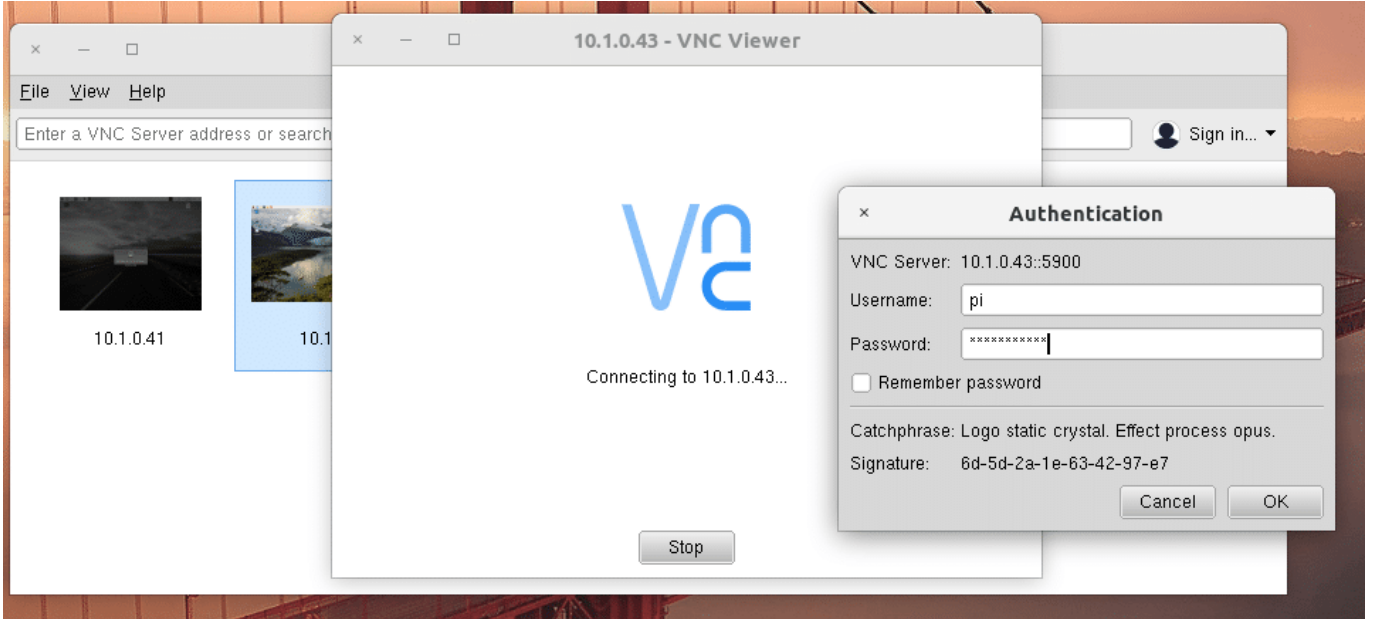 10.1.0.43 - VNC Viewer
File View Help
Enter a VNC Server address or search
Sign in...
10.1.0.41
10.1
VNC
Connecting to 10.1.0.43...
Stop
Authentication
VNC Server: 10.1.0.43::5900
Username: pi
Password: ***********
Remember password
Catchphrase: Logo static crystal. Effect process opus.
Signature: 6d-5d-2a-1e-63-42-97-e7
Cancel OK